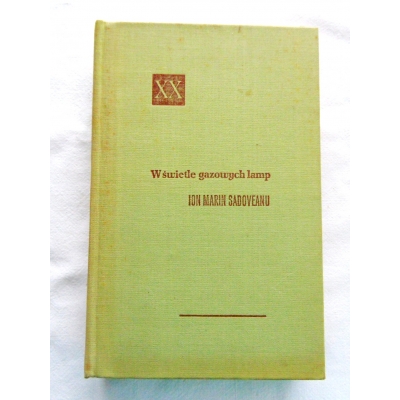 XX
W świetle gazowych lamp
ION MARIN SADOVEANU